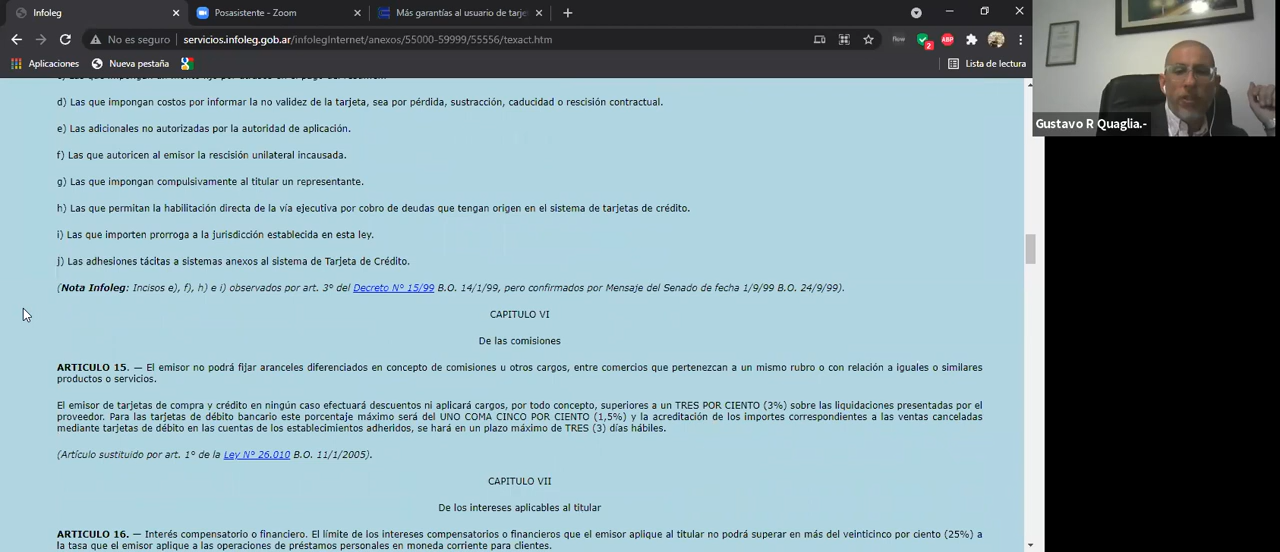 Infoleg
Posasistente - Zoom
Más garantías al usuario de tarje
No es seguro
servicios.infoleg.gob.ar/infolegInternet/anexos/55000-59999/55556/texact.htm
flow
2
ABP
Aplicaciones
Nueva pestaña
Lista de lectura
Gustavo R Quaglia.-
d) Las que impongan costos por informar la no validez de la tarjeta, sea por pérdida, sustracción, caducidad o rescisión contractual.
e) Las adicionales no autorizadas por la autoridad de aplicación.
f) Las que autoricen al emisor la rescisión unilateral incausada.
g) Las que impongan compulsivamente al titular un representante.
h) Las que permitan la habilitación directa de la vía ejecutiva por cobro de deudas que tengan origen en el sistema de tarjetas de crédito.
i) Las que importen prorroga a la jurisdicción establecida en esta ley.
j) Las adhesiones tácitas a sistemas anexos al sistema de Tarjeta de Crédito.
(Nota Infoleg: Incisos e), f), h) e i) observados por art. 3º del Decreto N° 15/99 B.O. 14/1/99, pero confirmados por Mensaje del Senado de fecha 1/9/99 B.O. 24/9/99).
CAPITULO VI
De las comisiones
ARTICULO 15. — El emisor no podrá fijar aranceles diferenciados en concepto de comisiones u otros cargos, entre comercios que pertenezcan a un mismo rubro o con relación a iguales o similares
productos o servicios.
El emisor de tarjetas de compra y crédito en ningún caso efectuará descuentos ni aplicará cargos, por todo concepto, superiores a un TRES POR CIENTO (3%) sobre las liquidaciones presentadas por el
proveedor. Para las tarjetas de débito bancario este porcentaje máximo será del UNO COMA CINCO POR CIENTO (1,5%) y la acreditación de los importes correspondientes a las ventas canceladas
mediante tarjetas de débito en las cuentas de los establecimientos adheridos, se hará en un plazo máximo de TRES (3) días hábiles.
(Artículo sustituido por art. 1º de la Ley N° 26.010 B.O. 11/1/2005).
CAPITULO VII
De los intereses aplicables al titular
ARTICULO 16. — Interés compensatorio o financiero. El límite de los intereses compensatorios o financieros que el emisor aplique al titular no podrá superar en más del veinticinco por ciento (25%) a
la tasa que el emisor aplique a las operaciones de préstamos personales en moneda corriente para clientes.